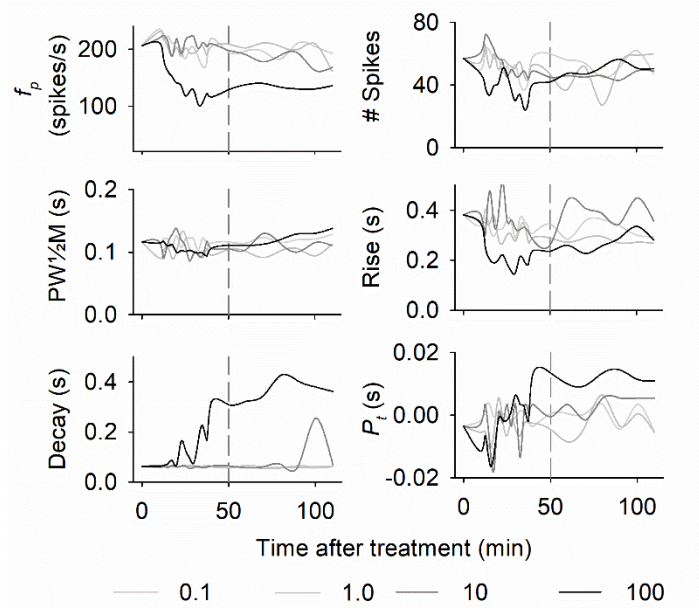 fp
(spikes/s)
200
100
# Spikes
80
40
0
PW½M (s)
0.2
0.1
0.0
Rise (s)
0.4
0.2
0.0
Decay (s)
0.4
0.2
0.0
Pt (s)
0.02
0.00
-0.02
0 50 100
0 50 100
Time after treatment (min)
0.1 1.0 10 100